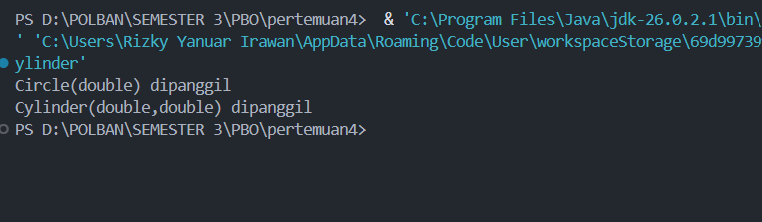 PS D:\POLBAN\SEMESTER 3\PBO\pertemuan4>  & 'C:\Program Files\Java\jdk-26.0.2.1\bin\
' 'C:\Users\Rizky Yanuar Irawan\AppData\Roaming\Code\User\workspaceStorage\69d99739
ylinder'
Circle(double) dipanggil
Cylinder(double,double) dipanggil
PS D:\POLBAN\SEMESTER 3\PBO\pertemuan4>